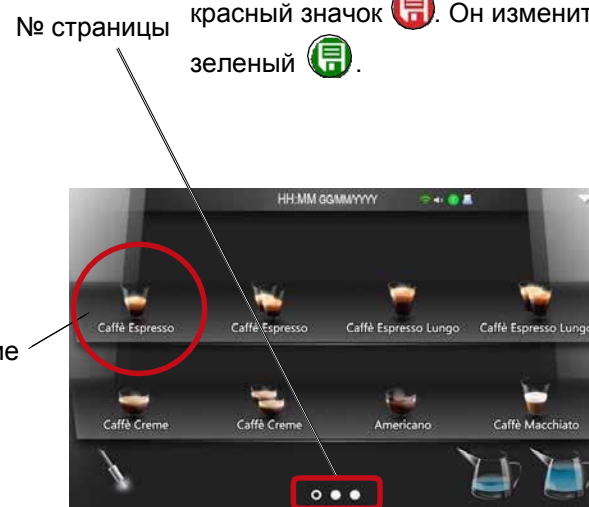 красный значок . Он изменит
№ страницы
зеленый .
HH:MM GG/MM/YYYY
Caffè Espresso Caffè Espresso Caffè Espresso Lungo Caffè Espresso Lungo
ие
Caffè Creme Caffè Creme Americano Caffè Macchiato